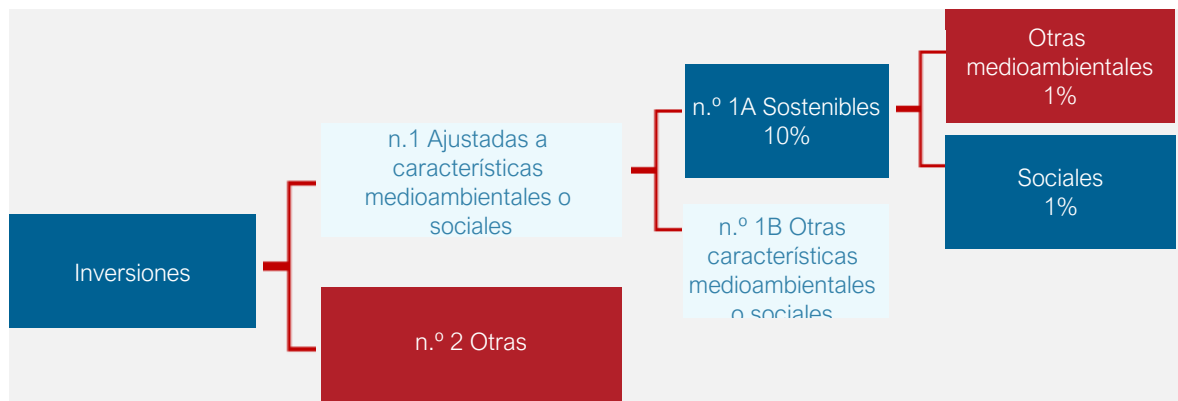 Inversiones
n.1 Ajustadas a
características
medioambientales o
sociales
n.º 2 Otras
n.º 1A Sostenibles
10%
n.º 1B Otras
características
medioambientales
o sociales
Otras
medioambientales
1%
Sociales
1%